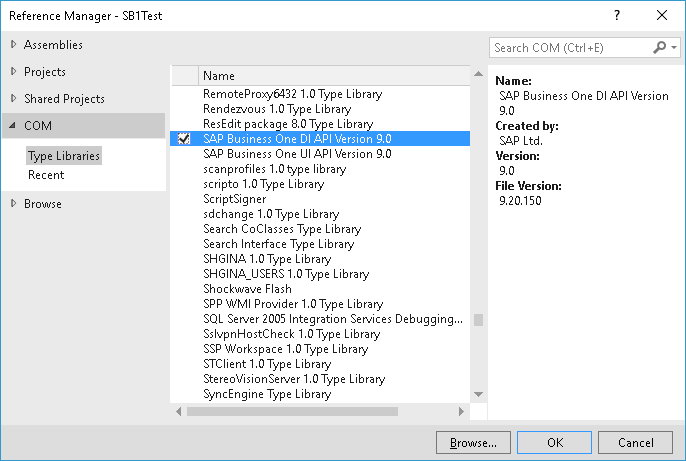 Reference Manager - SB1Test
? 
Assemblies
Projects
Shared Projects
COM
Type Libraries
Recent
Browse
Name
RemoteProxy6432 1.0 Type Library
Rendezvous 1.0 Type Library
ResEdit package 8.0 Type Library
SAP Business One DI API Version 9.0
SAP Business One UI API Version 9.0
scanprofiles 1.0 type library
scripto 1.0 Type Library
ScriptSigner
sdchange 1.0 Type Library
Search CoClasses Type Library
Search Interface Type Library
SHGINA 1.0 Type Library
SHGINA_USERS 1.0 Type Library
Shockwave Flash
SPP WMI Provider 1.0 Type Library
SQL Server 2005 Integration Services Debugging...
SslvpnHostCheck 1.0 Type Library
SSP Workspace 1.0 Type Library
STClient 1.0 Type Library
StereoVisionServer 1.0 Type Library
SyncEngine Type Library
Search COM (Ctrl+E)
Name:
SAP Business One DI API Version
9.0
Created by:
SAP Ltd.
Version:
9.0
File Version:
9.20.150
Browse...
OK
Cancel